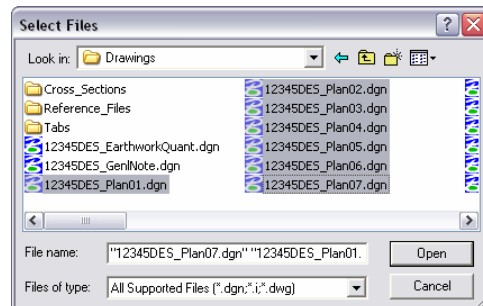 Select Files
Look in: Drawings
Cross_Sections
Reference_Files
Tabs
12345DES_EarthworkQuant.dgn
12345DES_GenlNote.dgn
12345DES_Plan01.dgn
12345DES_Plan02.dgn
12345DES_Plan03.dgn
12345DES_Plan04.dgn
12345DES_Plan05.dgn
12345DES_Plan06.dgn
12345DES_Plan07.dgn
File name: "12345DES_Plan07.dgn" "12345DES_Plan01. Open
Files of type: All Supported Files (*.dgn;*.i;*.dwg) Cancel